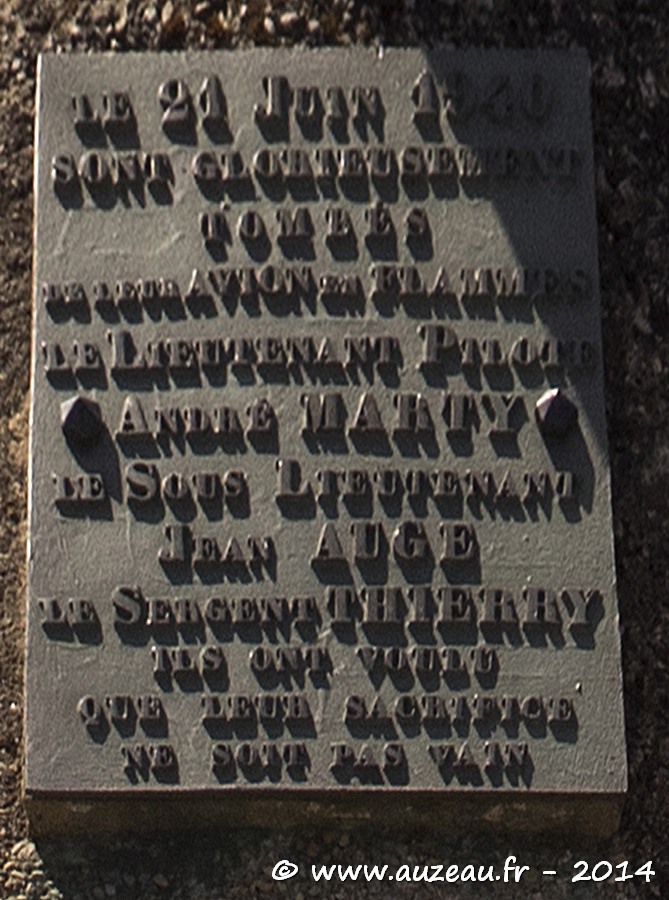 LE 21 JUIN 1940
SONT GLORIEUSEMENT
TOMBÉS
DE LEUR AVION EN FLAMMES
LE LIEUTENANT PILOTE
ANDRÉ MARTY
LE SOUS LIEUTENANT
JEAN AUGE
LE SERGENT THIERRY
ILS ONT VOULU
QUE LEUR SACRIFICE
NE SOIT PAS VAIN
© www.auzeau.fr - 2014